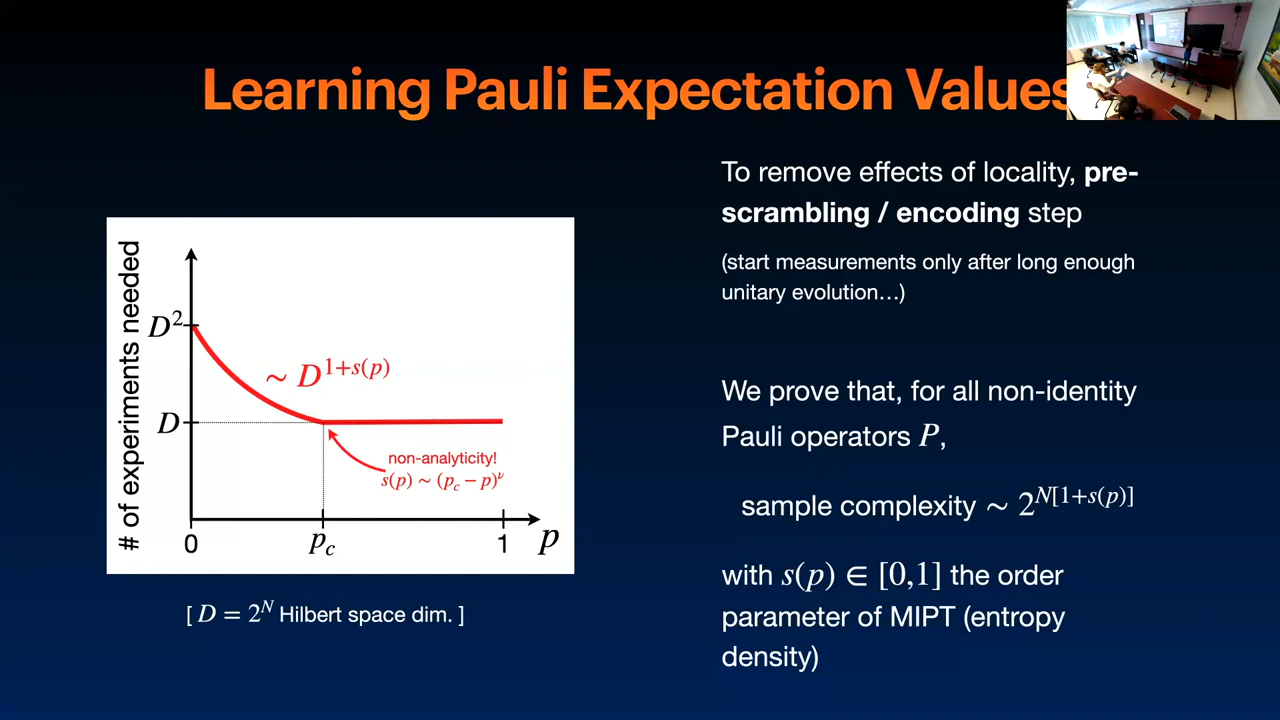 Learning Pauli Expectation Values
To remove effects of locality, pre-
scrambling / encoding step
(start measurements only after long enough
unitary evolution…)
We prove that, for all non-identity
Pauli operators P,
sample complexity ∼ 2^{N[1+s(p)]}
with s(p) ∈ [0,1] the order
parameter of MIPT (entropy
density)
# of experiments needed
D²
∼ D^{1+s(p)}
D
non-analyticity!
s(p) ∼ (p_c − p)^ν
0
p_c
1
p
[ D = 2^N Hilbert space dim. ]